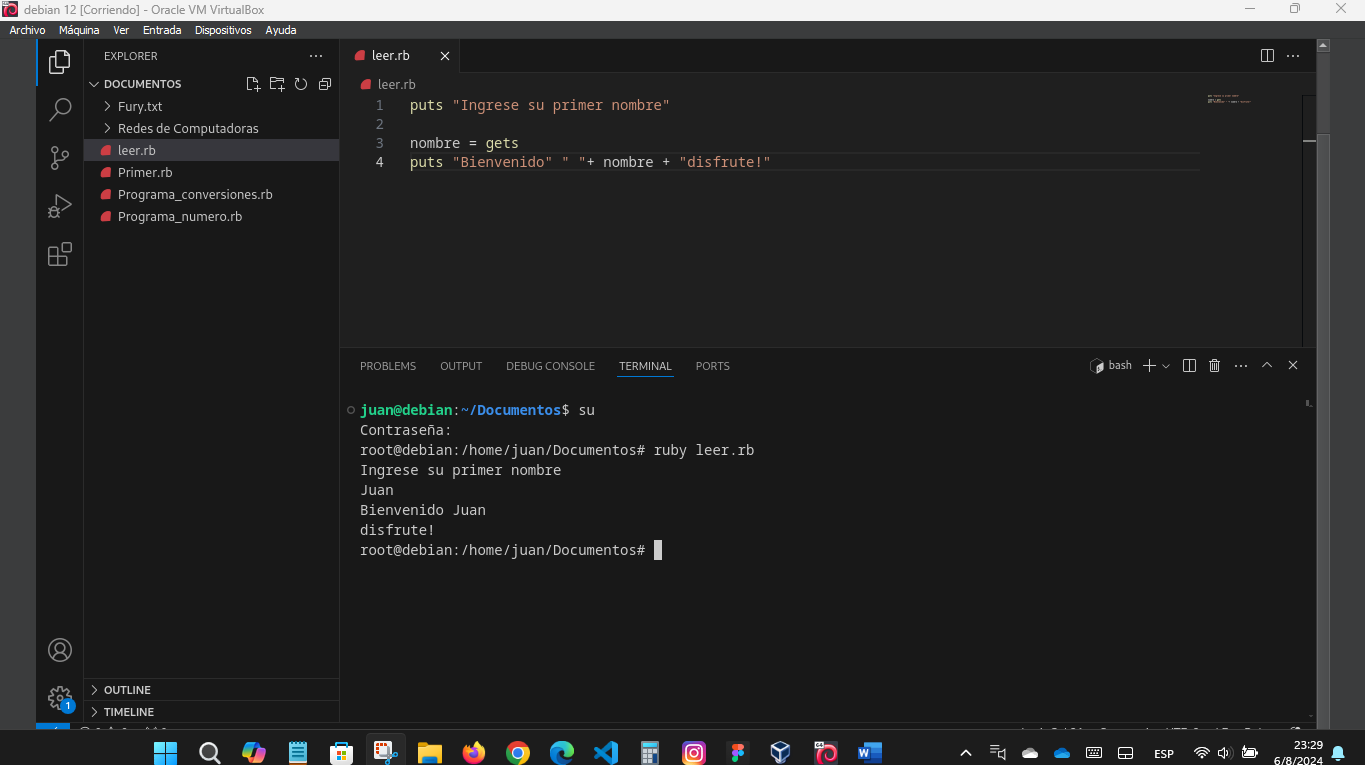 debian 12 [Corriendo] - Oracle VM VirtualBox
Archivo Máquina Ver Entrada Dispositivos Ayuda
EXPLORER
DOCUMENTOS
Fury.txt
Redes de Computadoras
leer.rb
Primer.rb
Programa_conversiones.rb
Programa_numero.rb
OUTLINE
TIMELINE
1
leer.rb
leer.rb
1 puts "Ingrese su primer nombre"
2
3 nombre = gets
4 puts "Bienvenido" " "+ nombre + "disfrute!"
PROBLEMS OUTPUT DEBUG CONSOLE TERMINAL PORTS
bash
juan@debian:~/Documentos$ su
Contraseña:
root@debian:/home/juan/Documentos# ruby leer.rb
Ingrese su primer nombre
Juan
Bienvenido Juan
disfrute!
root@debian:/home/juan/Documentos#
ESP
23:29
6/8/2024